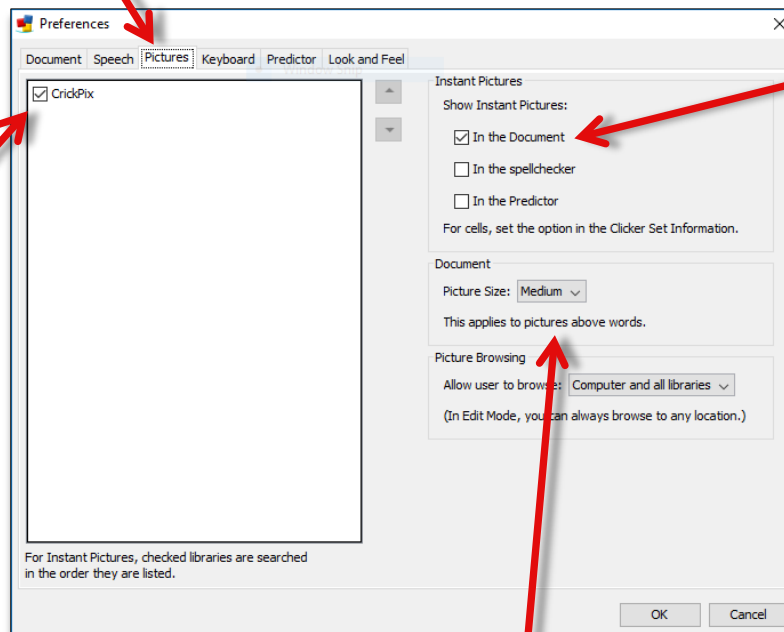 Preferences
Document Speech Pictures Keyboard Predictor Look and Feel
CrickPix
For Instant Pictures, checked libraries are searched
in the order they are listed.
Instant Pictures
Show Instant Pictures:
In the Document
In the spellchecker
In the Predictor
For cells, set the option in the Clicker Set Information.
Document
Picture Size: Medium
This applies to pictures above words.
Picture Browsing
Allow user to browse: Computer and all libraries
(In Edit Mode, you can always browse to any location.)
OK Cancel